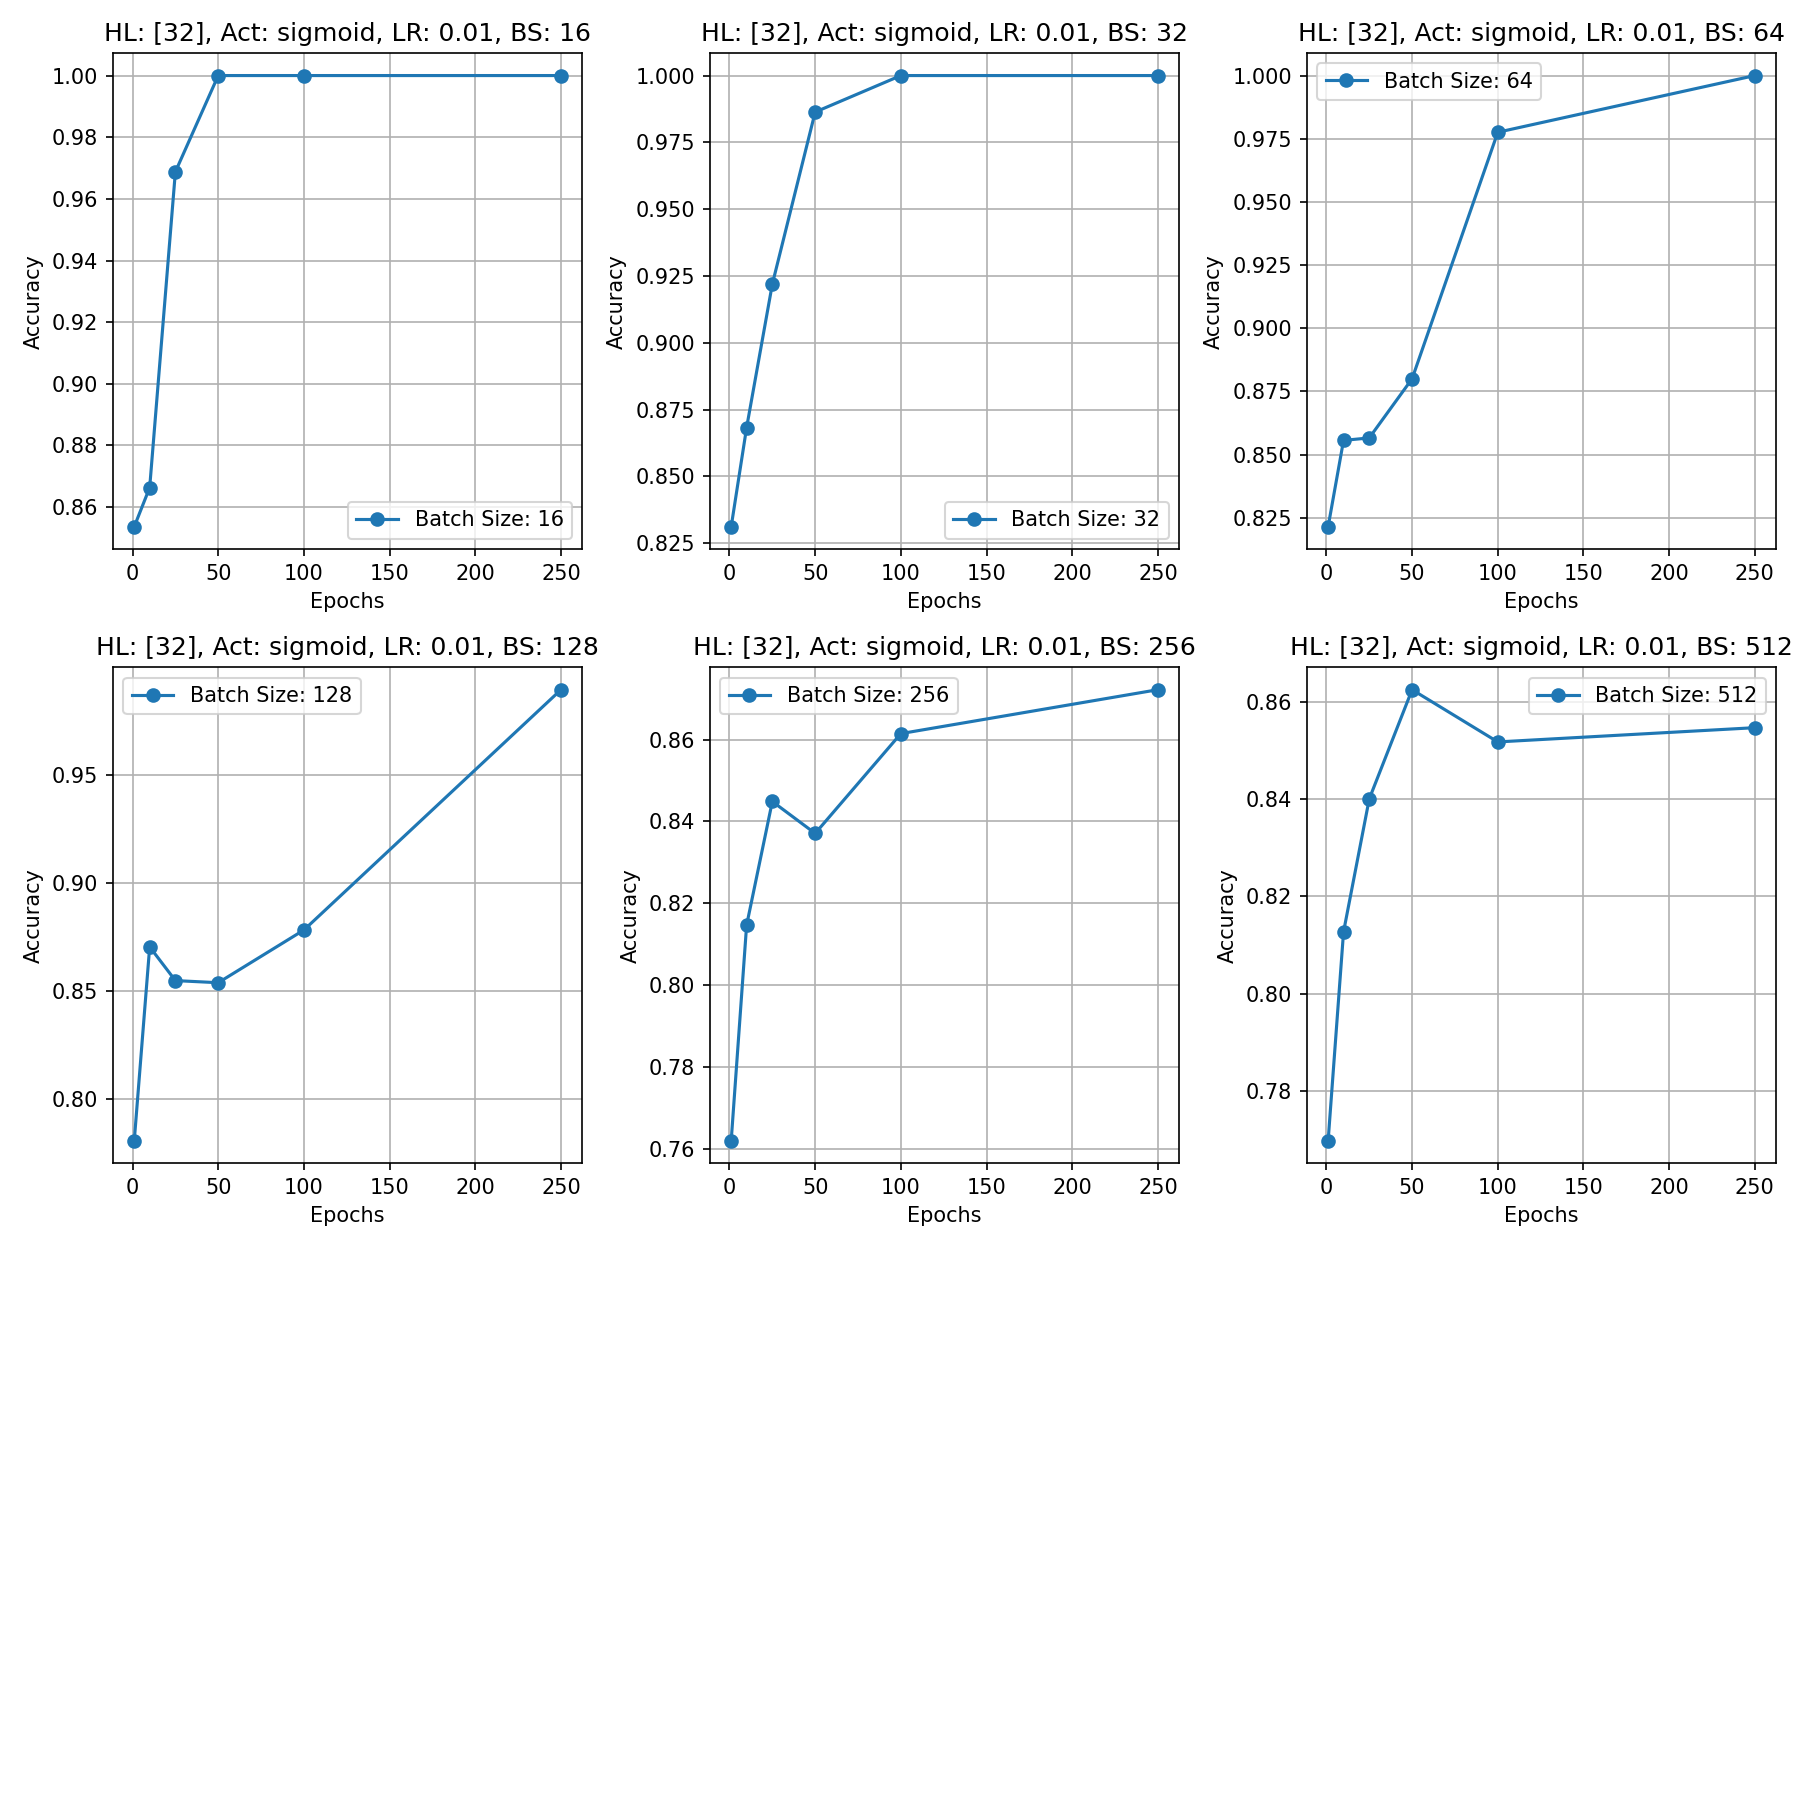 HL: [32], Act: sigmoid, LR: 0.01, BS: 16
1.00
0.98
0.96
0.94
0.92
0.90
0.88
0.86
Accuracy
Batch Size: 16
0 50 100 150 200 250
Epochs
HL: [32], Act: sigmoid, LR: 0.01, BS: 32
1.000
0.975
0.950
0.925
0.900
0.875
0.850
0.825
Accuracy
Batch Size: 32
0 50 100 150 200 250
Epochs
HL: [32], Act: sigmoid, LR: 0.01, BS: 64
Batch Size: 64
1.000
0.975
0.950
0.925
0.900
0.875
0.850
0.825
Accuracy
0 50 100 150 200 250
Epochs
HL: [32], Act: sigmoid, LR: 0.01, BS: 128
Batch Size: 128
0.95
0.90
0.85
0.80
Accuracy
0 50 100 150 200 250
Epochs
HL: [32], Act: sigmoid, LR: 0.01, BS: 256
Batch Size: 256
0.86
0.84
0.82
0.80
0.78
0.76
Accuracy
0 50 100 150 200 250
Epochs
HL: [32], Act: sigmoid, LR: 0.01, BS: 512
Batch Size: 512
0.86
0.84
0.82
0.80
0.78
Accuracy
0 50 100 150 200 250
Epochs